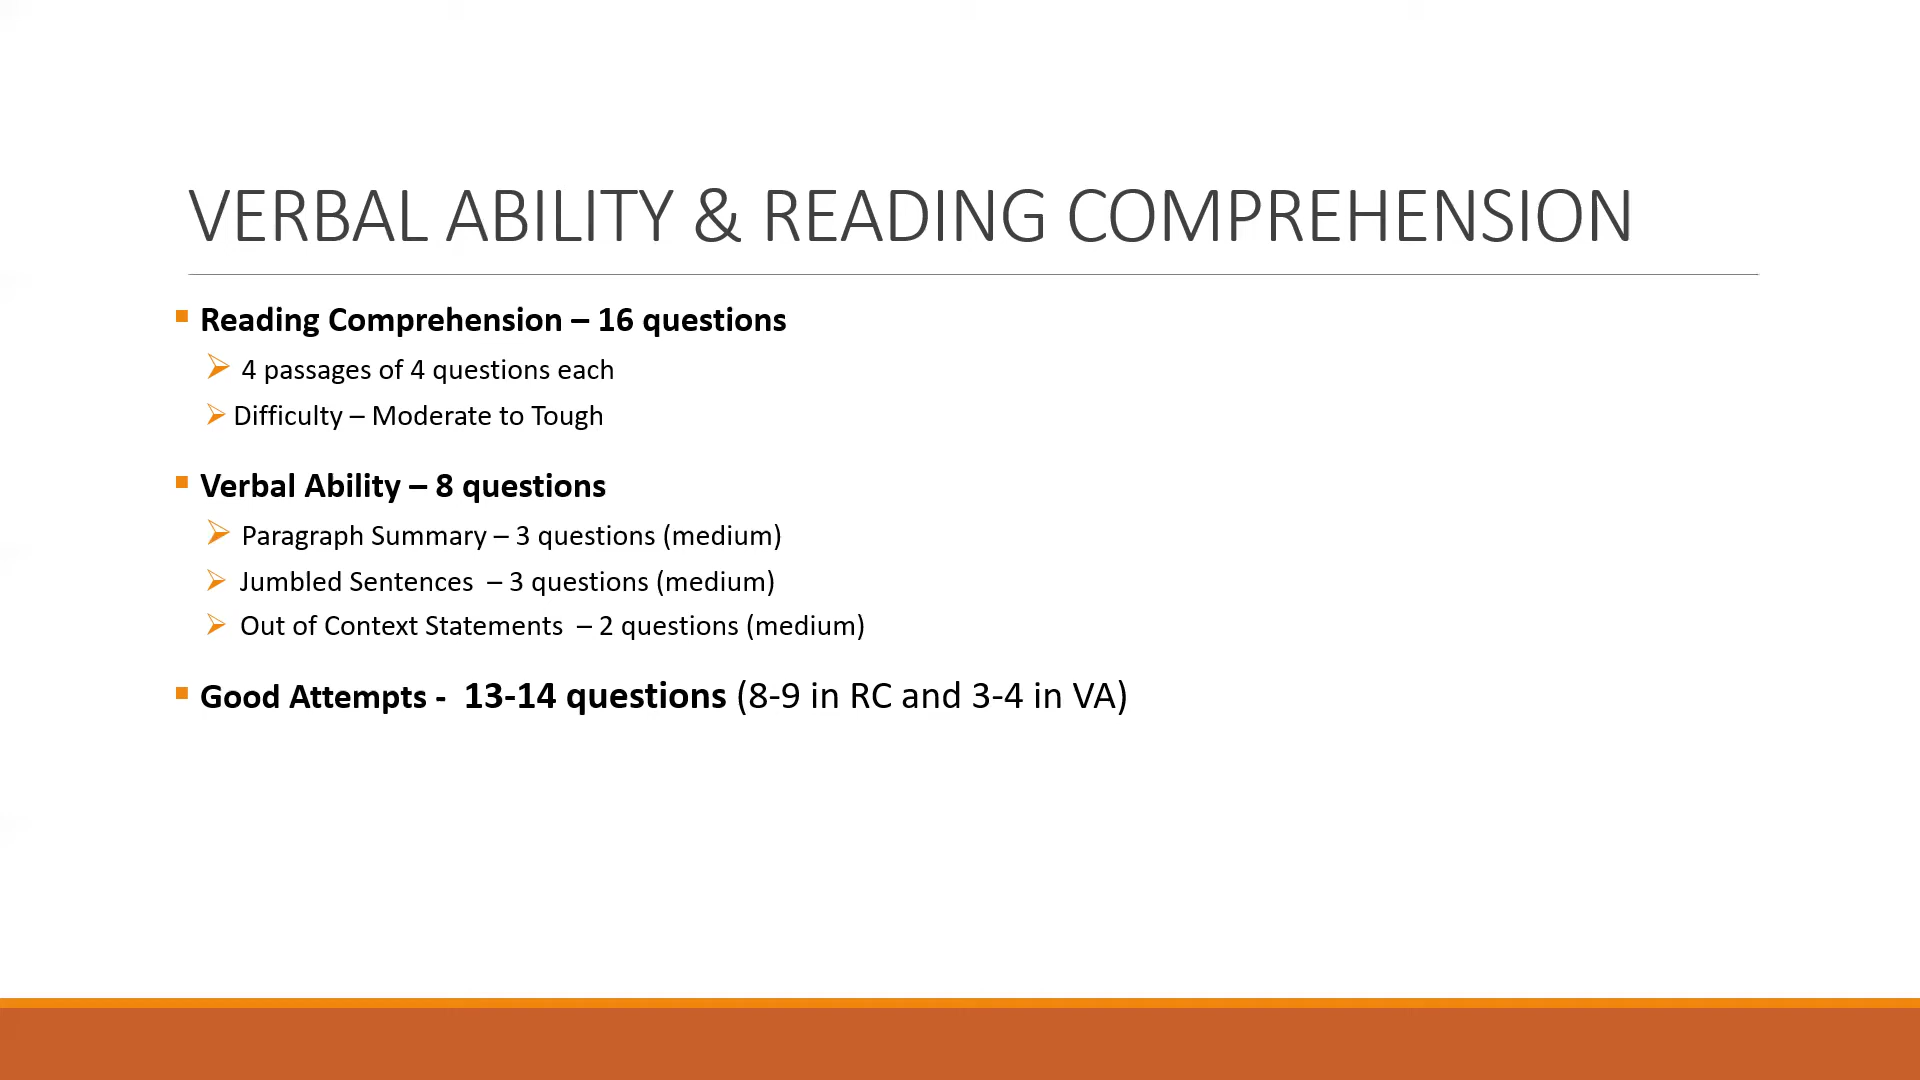 VERBAL ABILITY & READING COMPREHENSION
Reading Comprehension – 16 questions
4 passages of 4 questions each
Difficulty – Moderate to Tough
Verbal Ability – 8 questions
Paragraph Summary – 3 questions (medium)
Jumbled Sentences – 3 questions (medium)
Out of Context Statements – 2 questions (medium)
Good Attempts - 13-14 questions (8-9 in RC and 3-4 in VA)